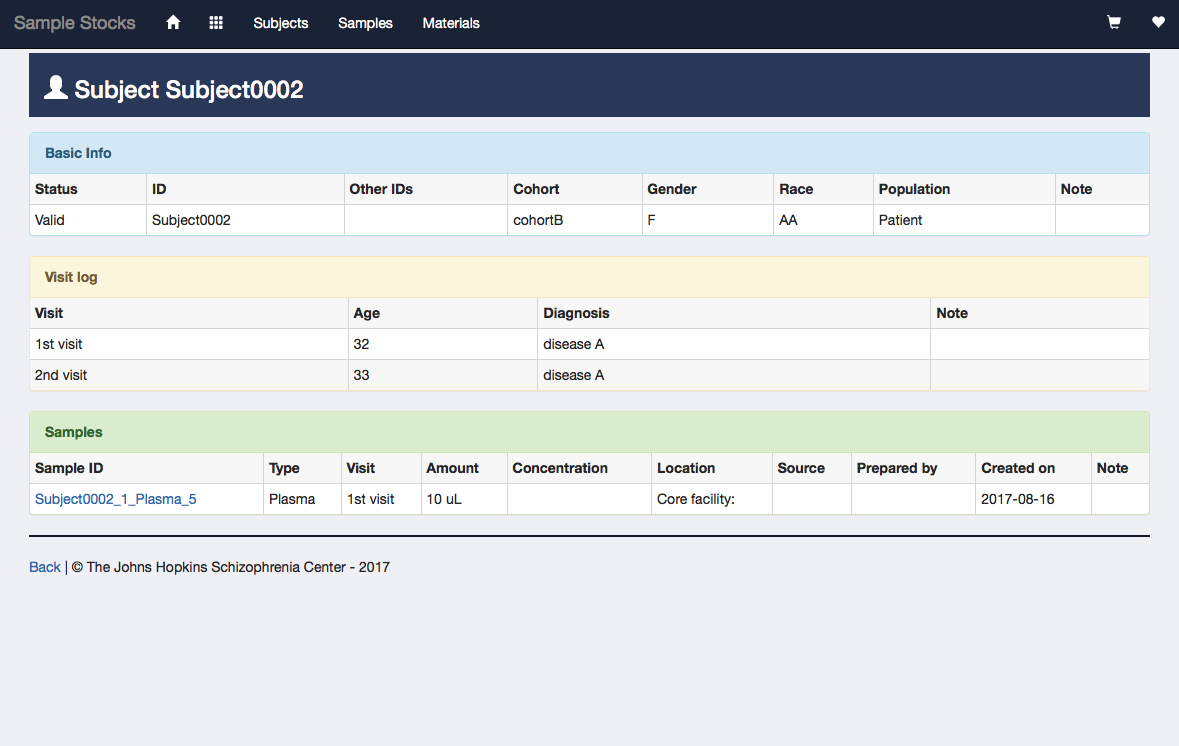 Sample Stocks Subjects Samples Materials
Subject Subject0002
Basic Info
Status ID Other IDs Cohort Gender Race Population Note
Valid Subject0002 cohortB F AA Patient
Visit log
Visit Age Diagnosis Note
1st visit 32 disease A
2nd visit 33 disease A
Samples
Sample ID Type Visit Amount Concentration Location Source Prepared by Created on Note
Subject0002_1_Plasma_5 Plasma 1st visit 10 uL Core facility: 2017-08-16
Back | © The Johns Hopkins Schizophrenia Center - 2017